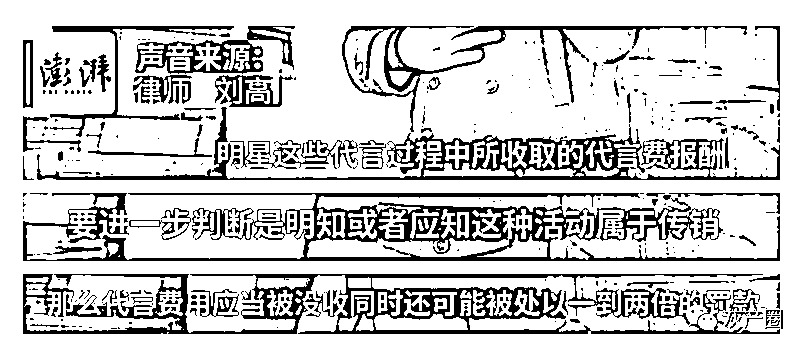 澎湃
声音来源：
律师 刘高
明星这些代言过程中所收取的代言费报酬
要进一步判断是明知或者应知这种活动属于传销
那么代言费用应当被没收同时还可能被处以一到两倍的罚款
灰产圈